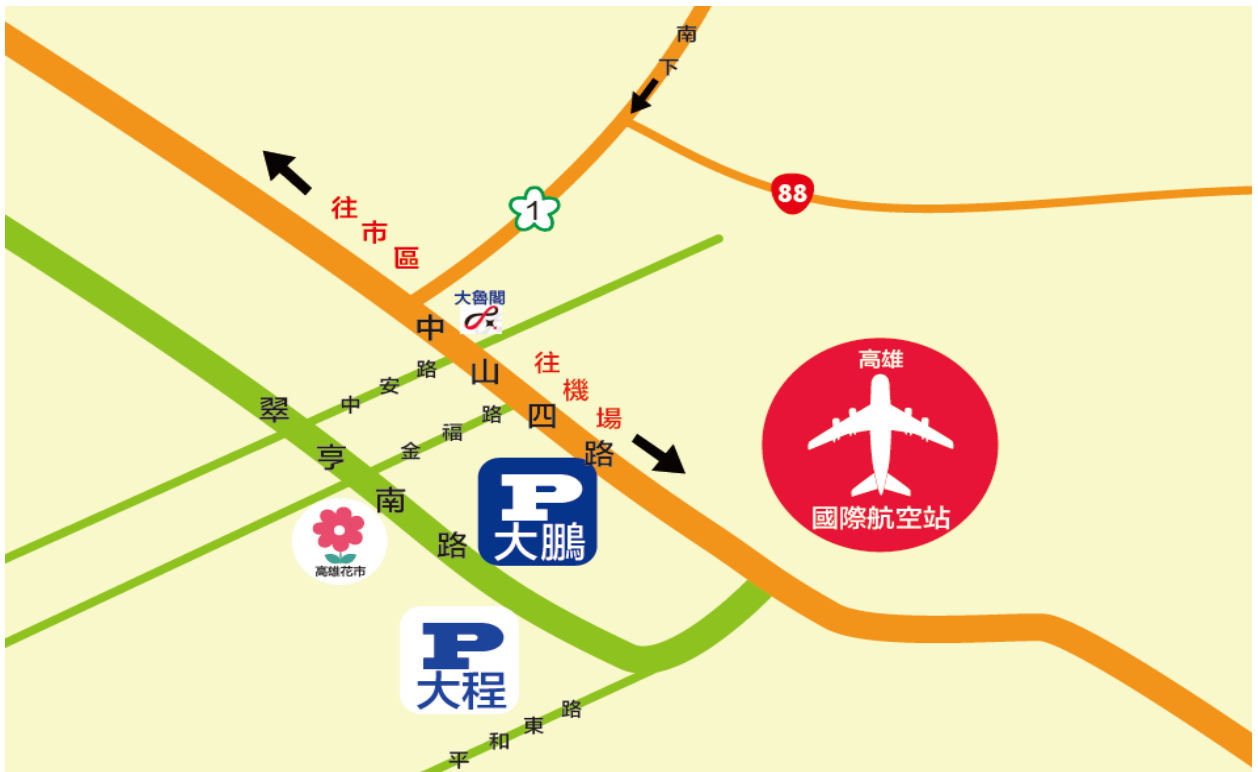 南下
88
1
往市區
大魯閣
中山四路
往機場
中安路
金福路
翠亨南路
高雄
國際航空站
P
大鵬
高雄花市
P
大程
平和東路